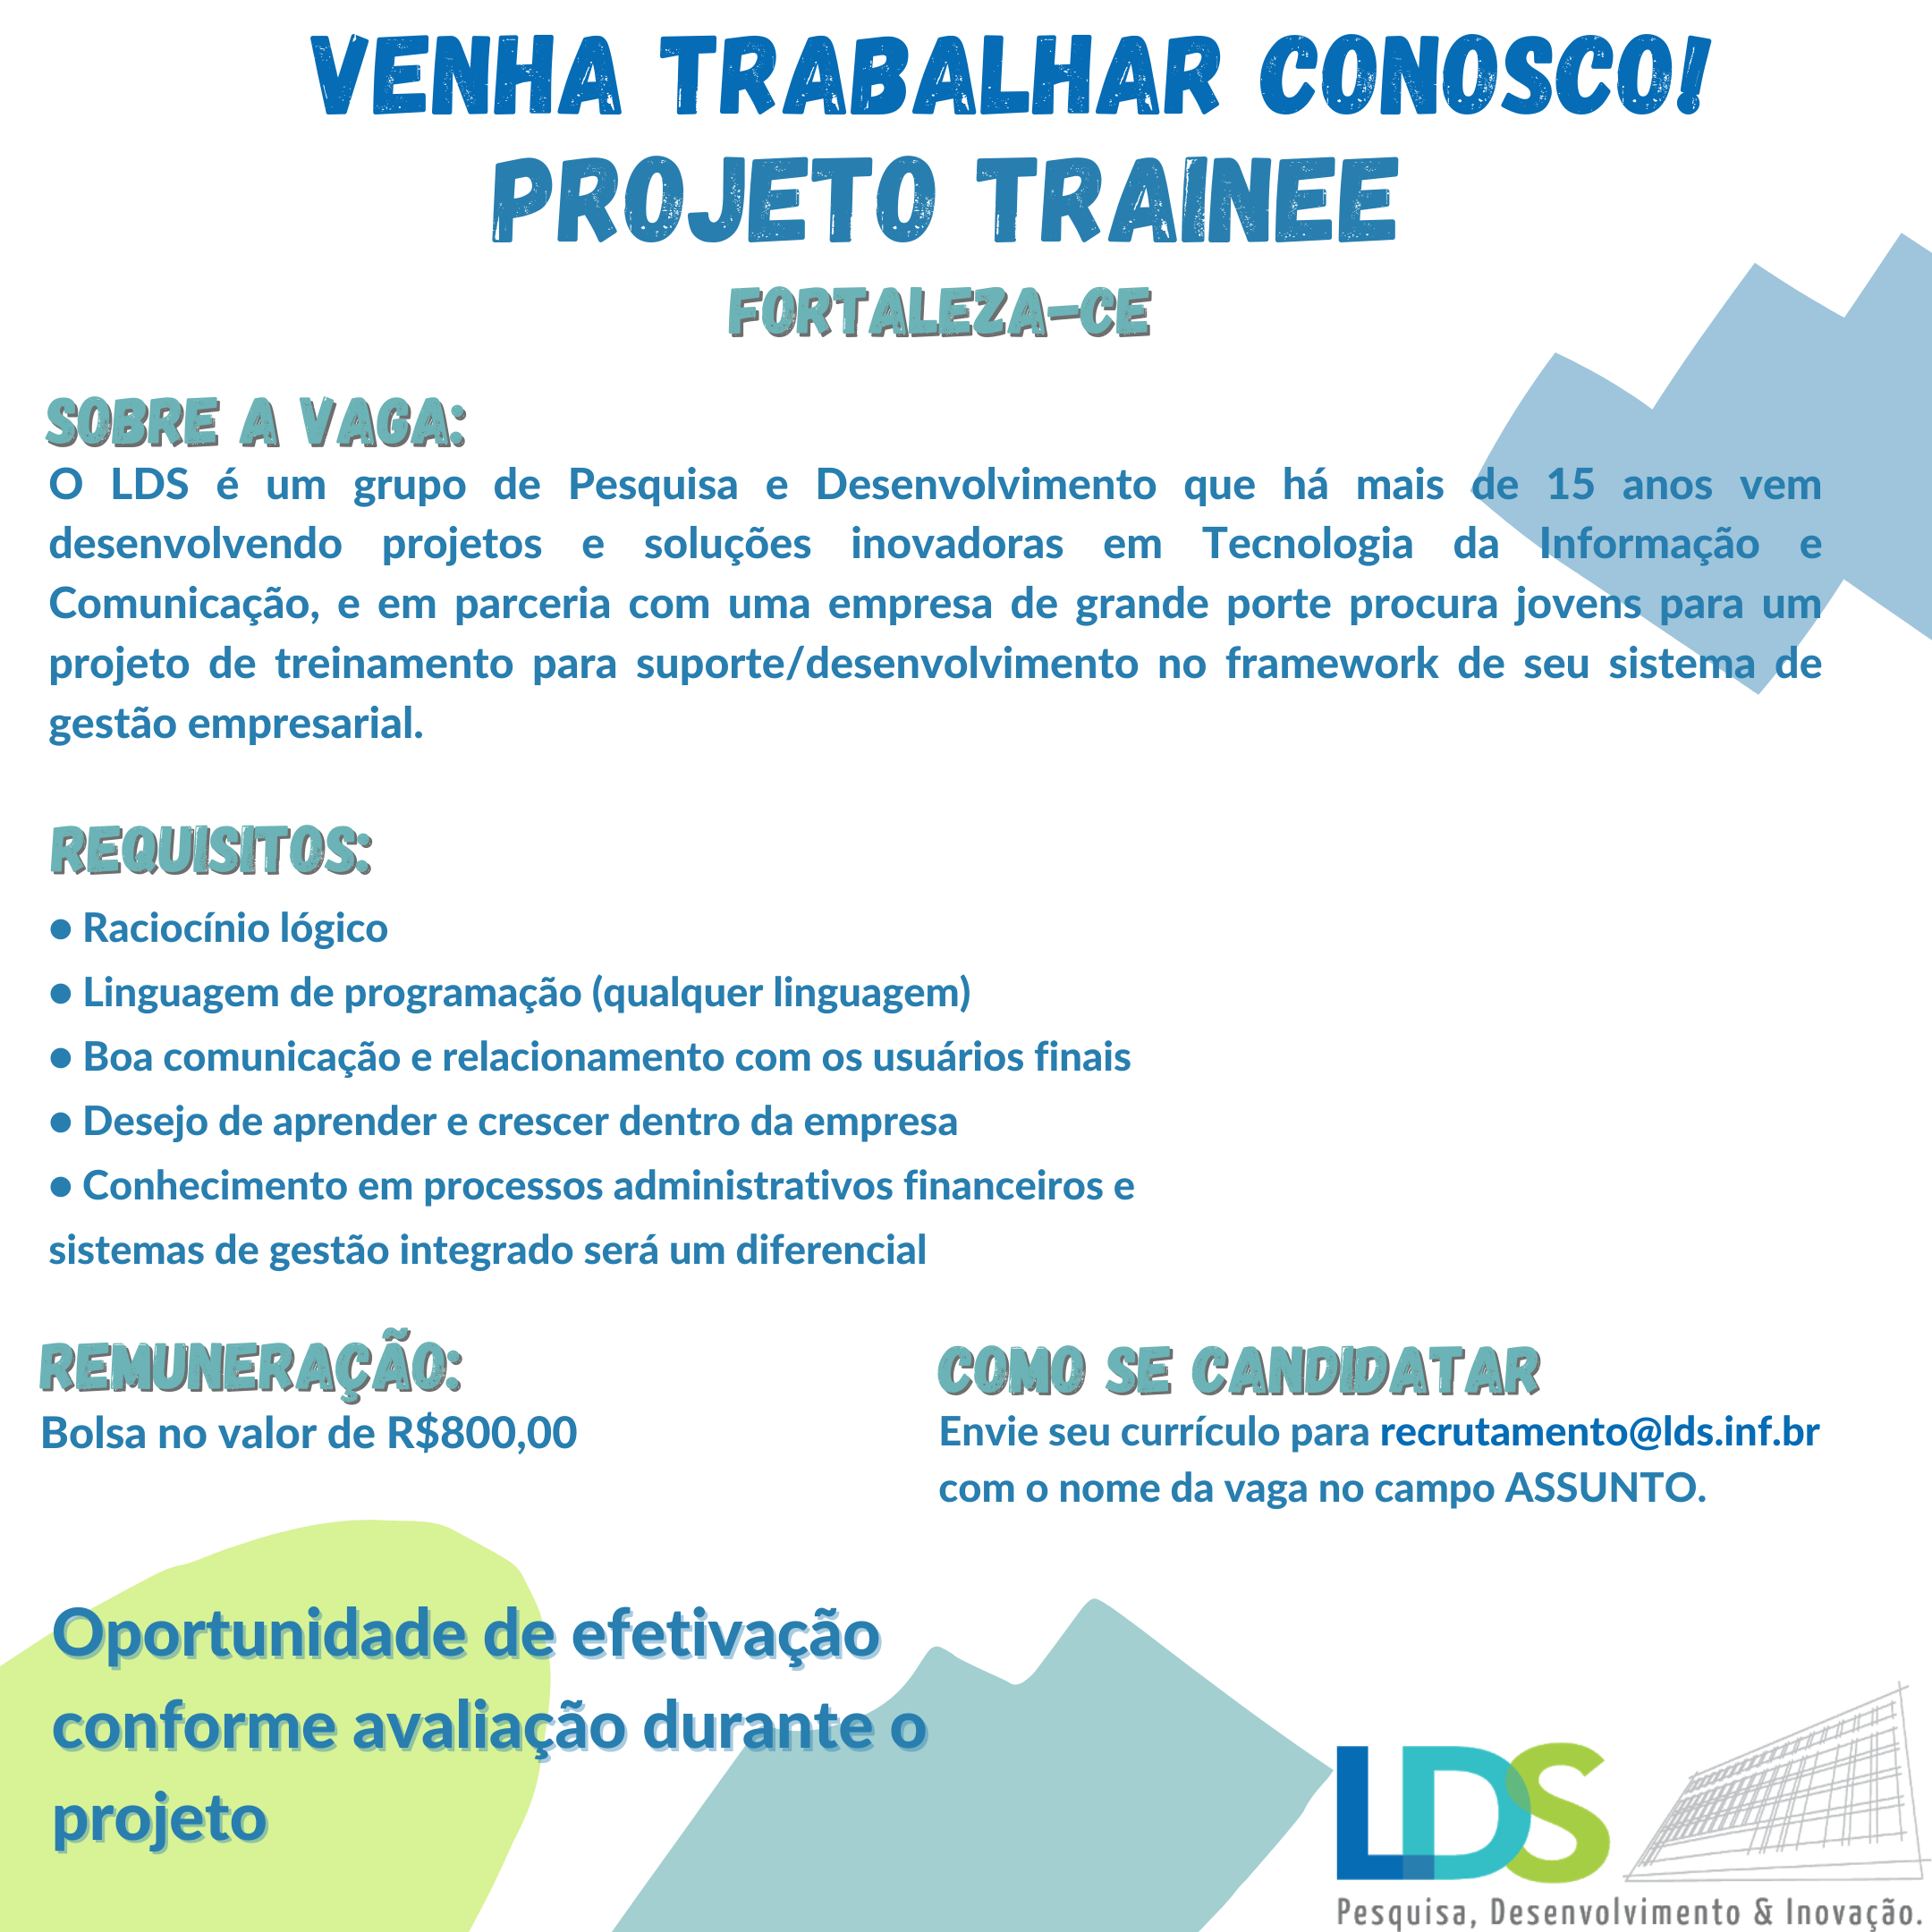 VENHA TRABALHAR CONOSCO!
PROJETO TRAINEE
FORTALEZA-CE
SOBRE A VAGA:
O LDS é um grupo de Pesquisa e Desenvolvimento que há mais de 15 anos vem
desenvolvendo projetos e soluções inovadoras em Tecnologia da Informação e
Comunicação, e em parceria com uma empresa de grande porte procura jovens para um
projeto de treinamento para suporte/desenvolvimento no framework de seu sistema de
gestão empresarial.
REQUISITOS:
● Raciocínio lógico
● Linguagem de programação (qualquer linguagem)
● Boa comunicação e relacionamento com os usuários finais
● Desejo de aprender e crescer dentro da empresa
● Conhecimento em processos administrativos financeiros e
sistemas de gestão integrado será um diferencial
REMUNERAÇÃO:
Bolsa no valor de R$800,00
COMO SE CANDIDATAR
Envie seu currículo para recrutamento@lds.inf.br
com o nome da vaga no campo ASSUNTO.
Oportunidade de efetivação
conforme avaliação durante o
projeto
LDS
Pesquisa, Desenvolvimento & Inovação.